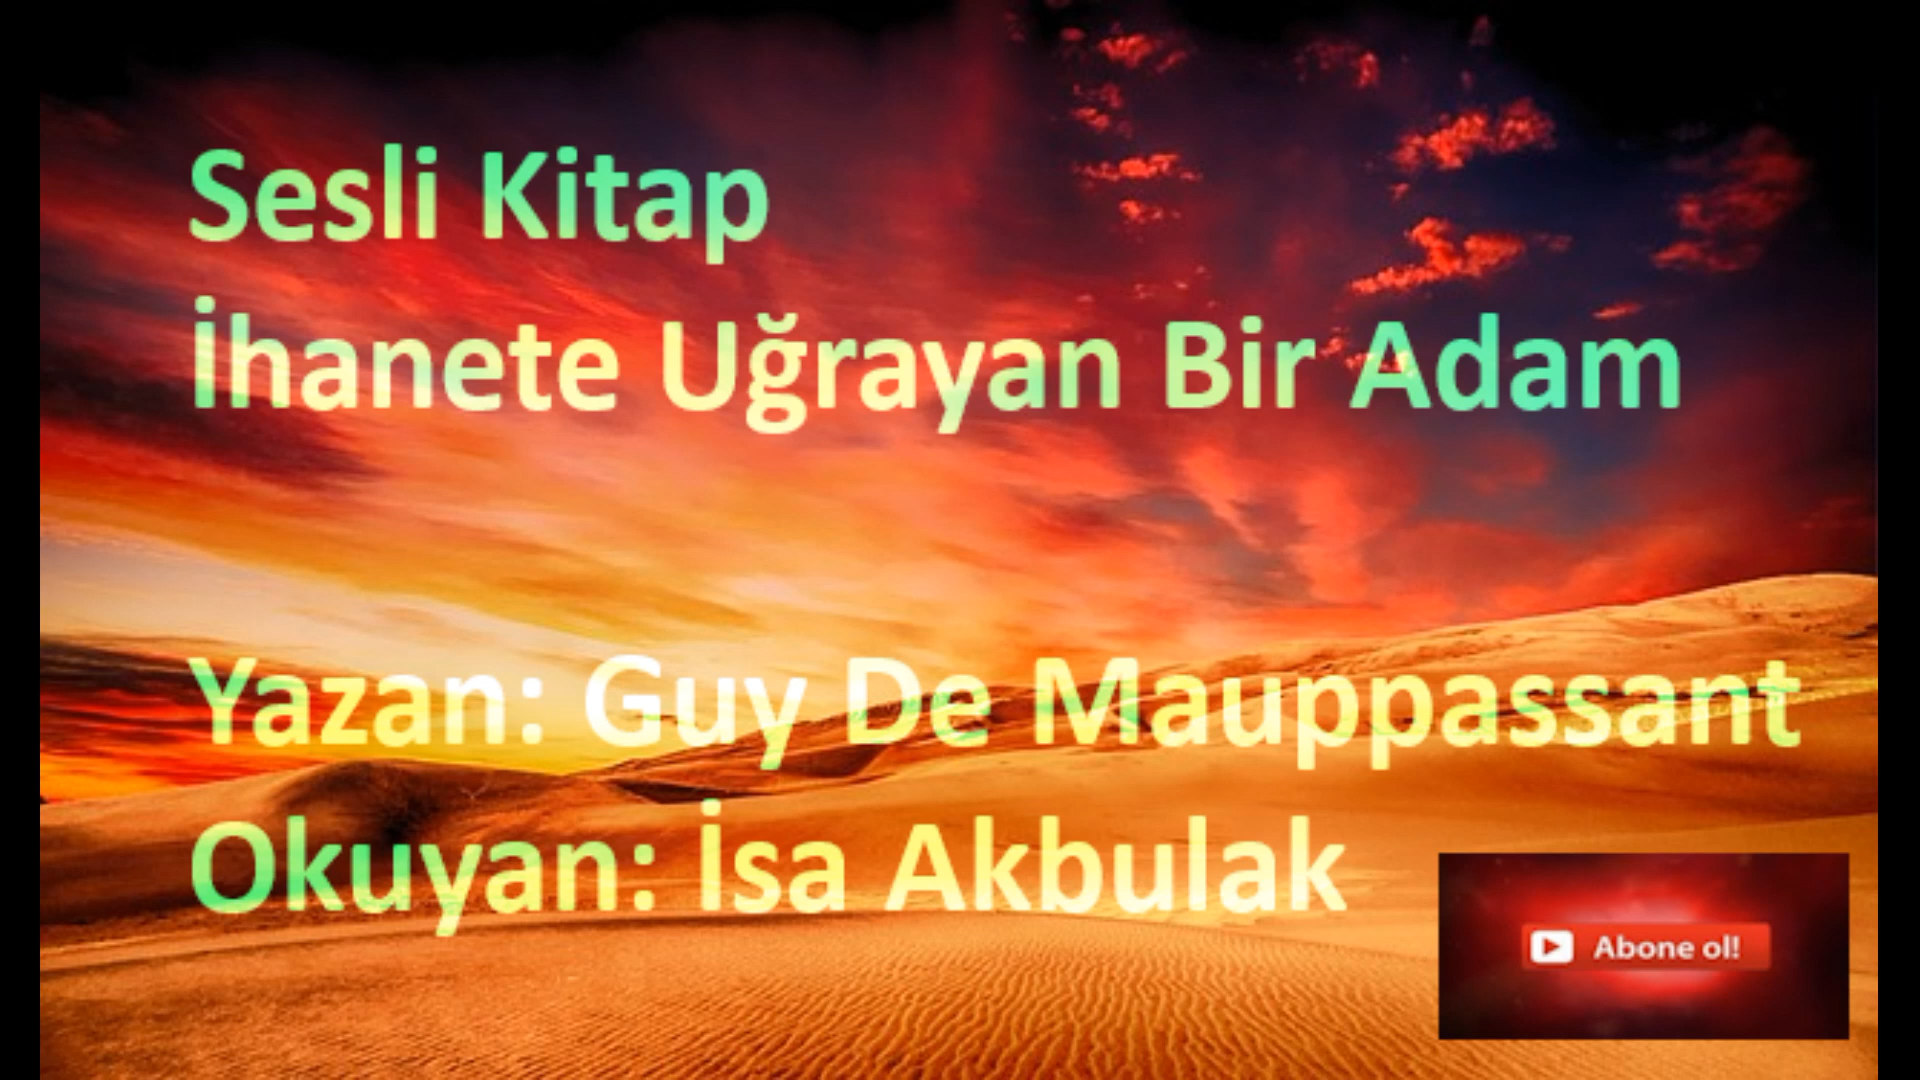 Sesli Kitap
İhanete Uğrayan Bir Adam
Yazan: Guy De Mauppassant
Okuyan: İsa Akbulak
Abone ol!